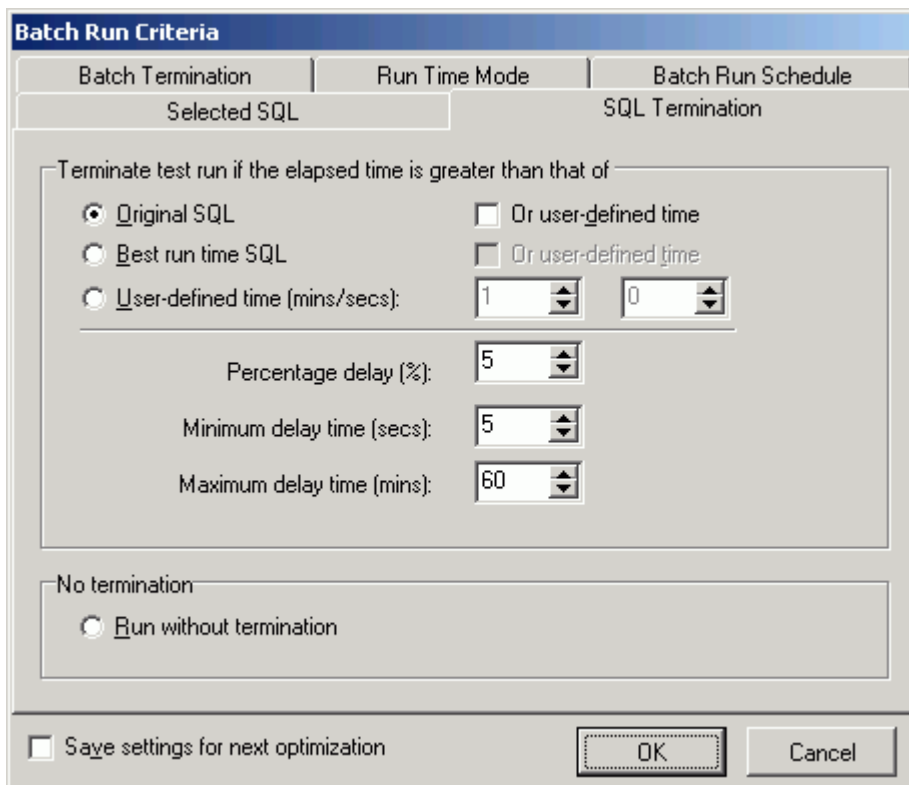 Batch Run Criteria
Batch Termination Run Time Mode Batch Run Schedule
Selected SQL SQL Termination
Terminate test run if the elapsed time is greater than that of
Original SQL Or user-defined time
Best run time SQL Or user-defined time
User-defined time (mins/secs): 1 0
Percentage delay (%): 5
Minimum delay time (secs): 5
Maximum delay time (mins): 60
No termination
Run without termination
Save settings for next optimization OK Cancel